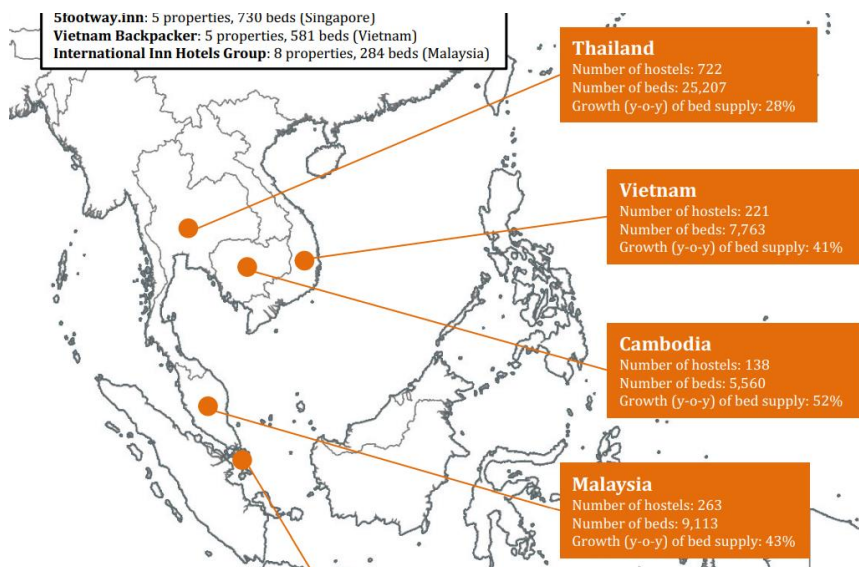 5footway.inn: 5 properties, 730 beds (Singapore)
Vietnam Backpacker: 5 properties, 581 beds (Vietnam)
International Inn Hotels Group: 8 properties, 284 beds (Malaysia)
Thailand
Number of hostels: 722
Number of beds: 25,207
Growth (y-o-y) of bed supply: 28%
Vietnam
Number of hostels: 221
Number of beds: 7,763
Growth (y-o-y) of bed supply: 41%
Cambodia
Number of hostels: 138
Number of beds: 5,560
Growth (y-o-y) of bed supply: 52%
Malaysia
Number of hostels: 263
Number of beds: 9,113
Growth (y-o-y) of bed supply: 43%